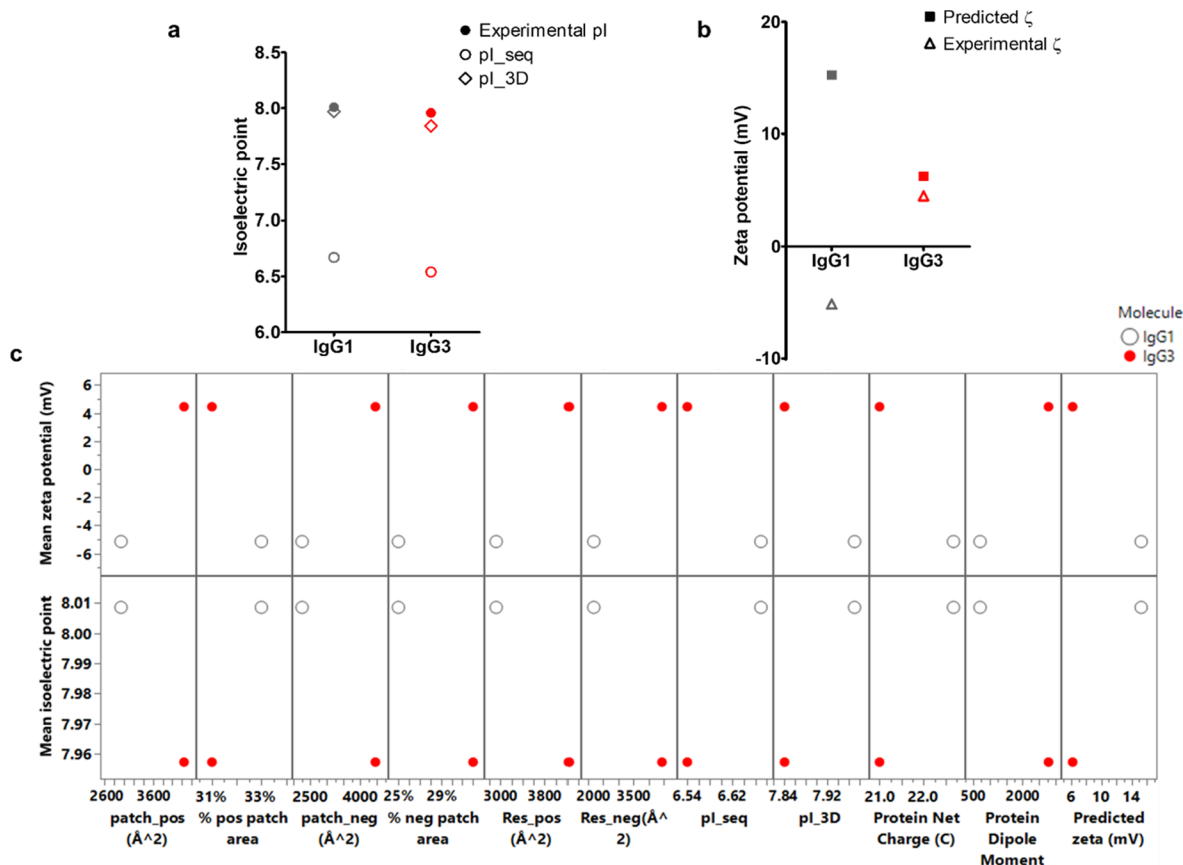 a
Experimental pI
pI_seq
pI_3D
8.5
8.0
7.5
7.0
6.5
6.0
Isoelectric point
IgG1
IgG3
b
Predicted ζ
Experimental ζ
20
10
0
-10
Zeta potential (mV)
IgG1
IgG3
Molecule
IgG1
IgG3
c
Mean zeta potential (mV)
6
4
2
0
-2
-4
-6
Mean isoelectric point
8.01
8.00
7.99
7.98
7.97
7.96
2600 3600 31% 33% 2500 4000 25% 29% 3000 3800 2000 3500 6.54 6.62 7.84 7.92 21.0 22.0 500 2000 6 10 14
patch_pos
(Å^2)
% pos patch
area
patch_neg
(Å^2)
% neg patch
area
Res_pos
(Å^2)
Res_neg(Å^
2)
pI_seq
pI_3D
Protein Net
Charge (C)
Protein
Dipole
Moment
Predicted
zeta (mV)